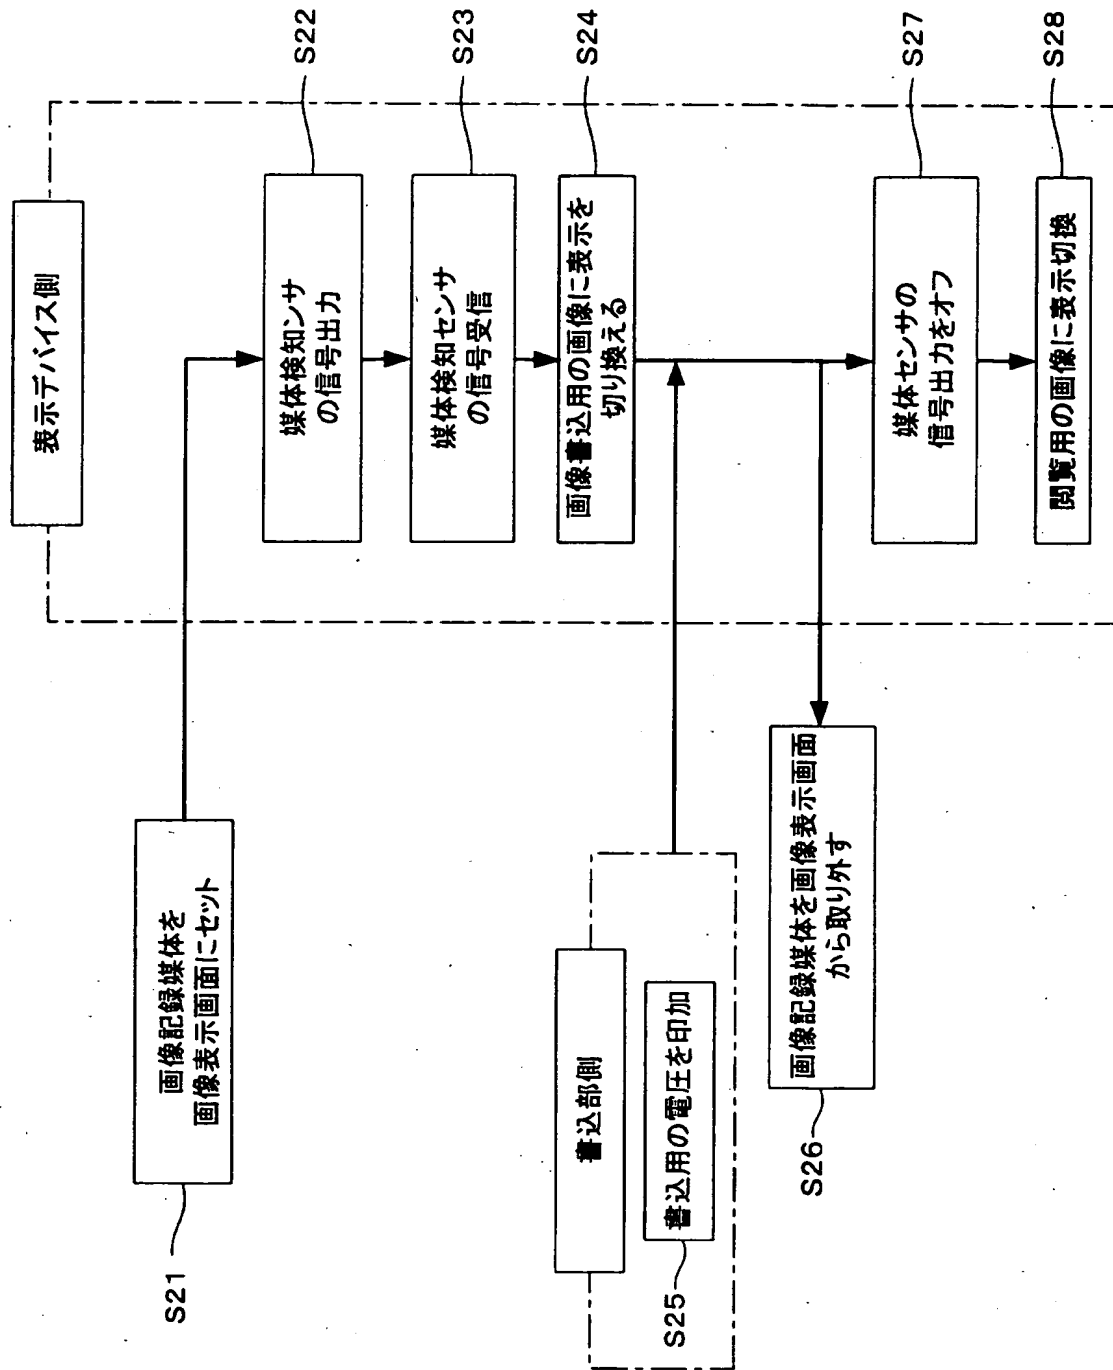 表示デバイス側
S21
画像記録媒体を
画像表示画面にセット
媒体検知ンサ
の信号出力
S22
媒体検知センサ
の信号受信
S23
画像書込用の画像に表示を
切り換える
S24
書込部側
書込用の電圧を印加
S25
画像記録媒体を画像表示画面
から取り外す
S26
媒体センサの
信号出力をオフ
S27
閲覧用の画像に表示切換
S28